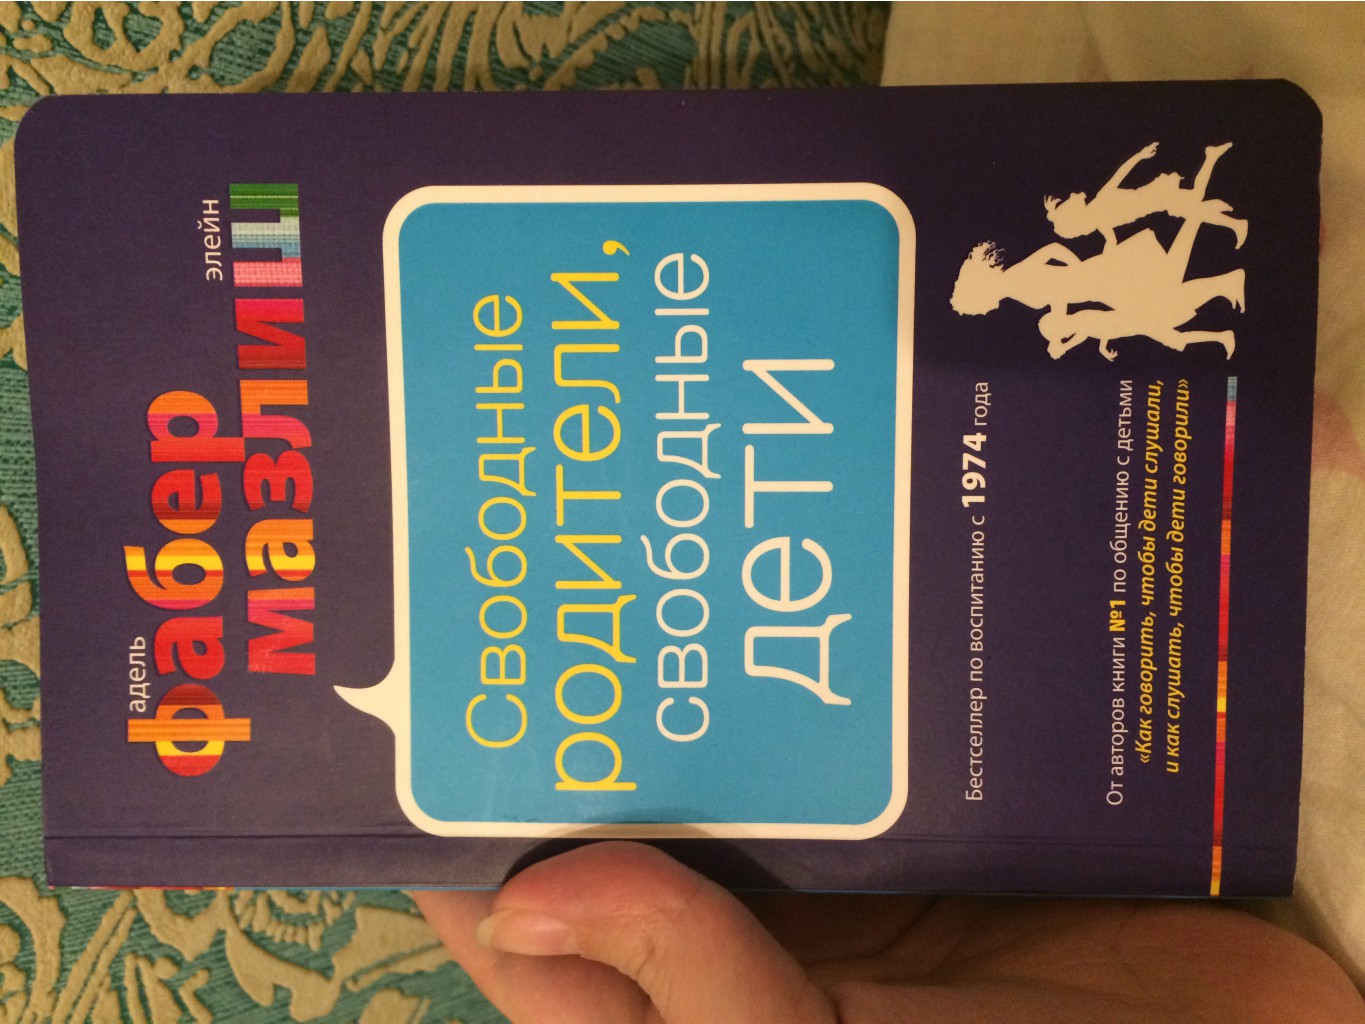 адель
фабер
элейн
мазлиш
Свободные
родители,
свободные
дети
Бестселлер по воспитанию с 1974 года
От авторов книги №1 по общению с детьми
«Как говорить, чтобы дети слушали,
и как слушать, чтобы дети говорили»